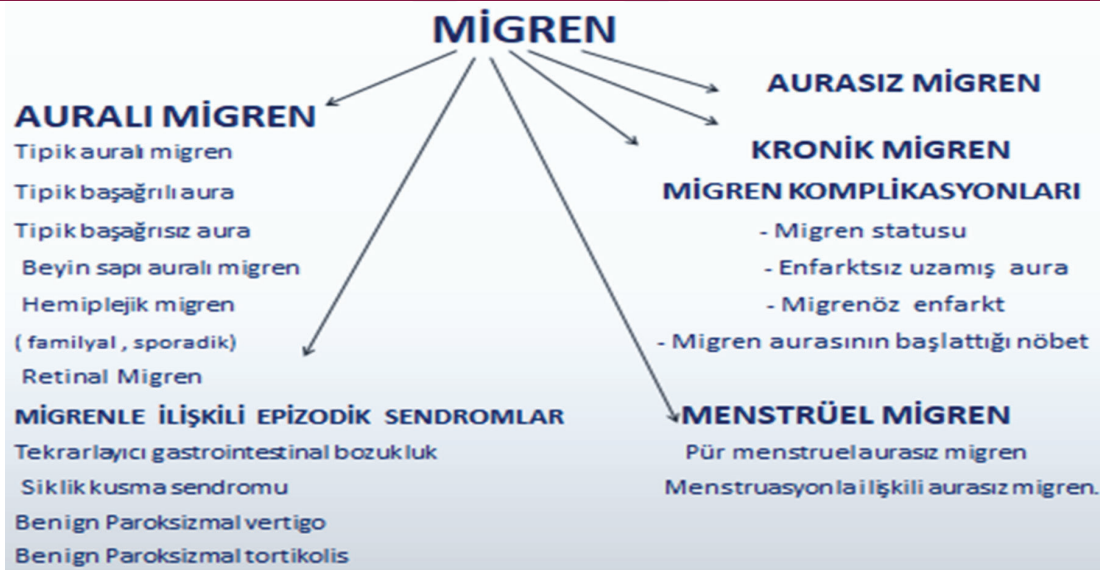 MİGREN
AURALI MİGREN
Tipik auralı migren
Tipik başağrılı aura
Tipik başağrısız aura
Beyin sapı auralı migren
Hemiplejik migren
( familyal , sporadik)
Retinal Migren
MİGRENLE İLİŞKİLİ EPİZODİK SENDROMLAR
Tekrarlayıcı gastrointestinal bozukluk
Siklik kusma sendromu
Benign Paroksizmal vertigo
Benign Paroksizmal tortikolis
AURASIZ MİGREN
KRONİK MİGREN
MİGREN KOMPLİKASYONLARI
- Migren statusu
- Enfarktsız uzamış aura
- Migrenöz enfarkt
- Migren aurasının başlattığı nöbet
MENSTRÜEL MİGREN
Pür menstruel aurasız migren
Menstruasyonla ilişkili aurasız migren.